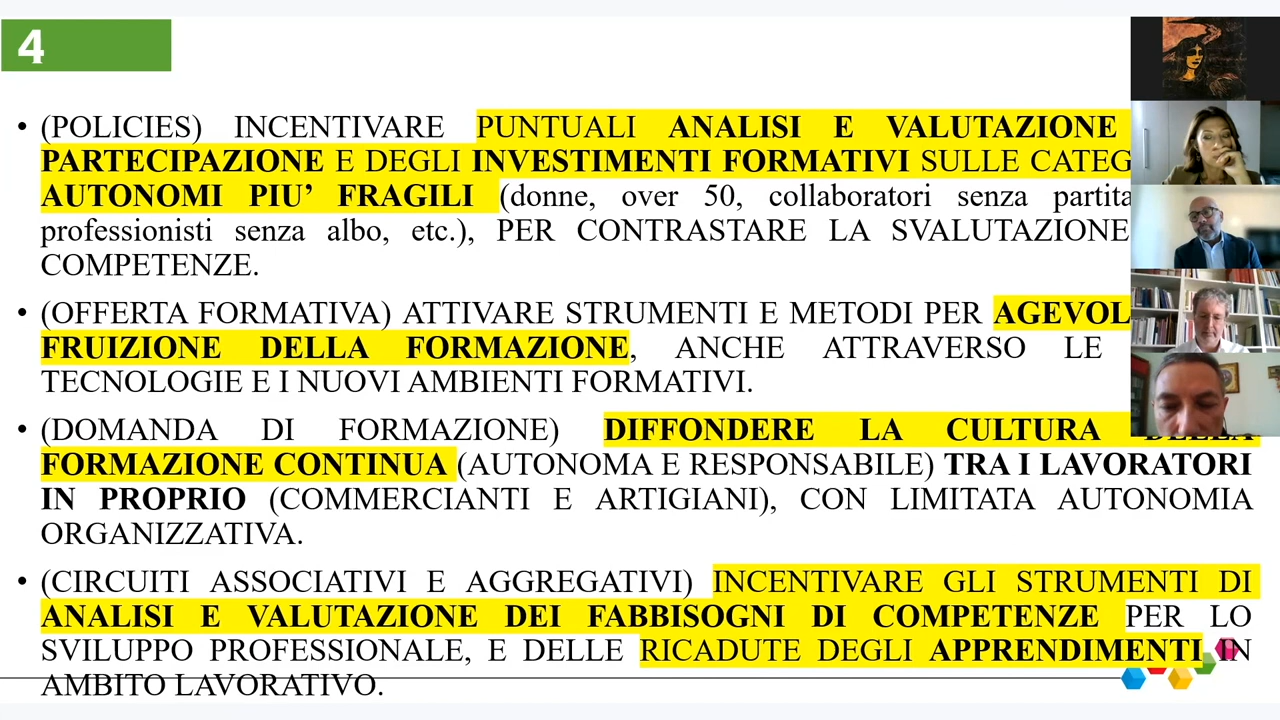 4
• (POLICIES) INCENTIVARE PUNTUALI ANALISI E VALUTAZIONE
PARTECIPAZIONE E DEGLI INVESTIMENTI FORMATIVI SULLE
AUTONOMI PIU’ FRAGILI (donne, over 50, collaboratori senza partita
professionisti senza albo, etc.), PER CONTRASTARE LA SVALUTAZIONE
COMPETENZE.
• (OFFERTA FORMATIVA) ATTIVARE STRUMENTI E METODI PER
FRUIZIONE DELLA FORMAZIONE, ANCHE ATTRAVERSO LE
TECNOLOGIE E I NUOVI AMBIENTI FORMATIVI.
• (DOMANDA DI FORMAZIONE) DIFFONDERE LA CULTURA DELLA
FORMAZIONE CONTINUA (AUTONOMA E RESPONSABILE) TRA I LAVORATORI
IN PROPRIO (COMMERCIANTI E ARTIGIANI), CON LIMITATA AUTONOMIA
ORGANIZZATIVA.
• (CIRCUITI ASSOCIATIVI E AGGREGATIVI) INCENTIVARE GLI STRUMENTI DI
ANALISI E VALUTAZIONE DEI FABBISOGNI DI COMPETENZE PER LO
SVILUPPO PROFESSIONALE, E DELLE RICADUTE DEGLI APPRENDIMENTI IN
AMBITO LAVORATIVO.